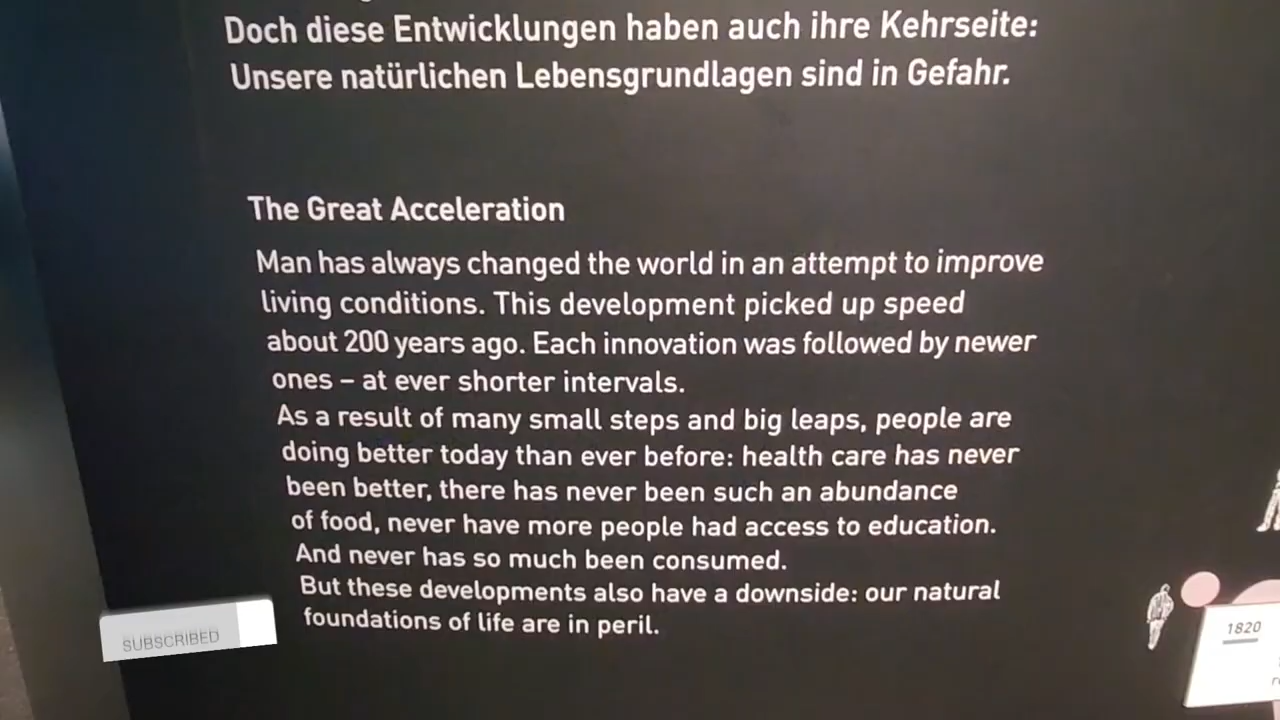 Doch diese Entwicklungen haben auch ihre Kehrseite:
Unsere natürlichen Lebensgrundlagen sind in Gefahr.
The Great Acceleration
Man has always changed the world in an attempt to improve
living conditions. This development picked up speed
about 200 years ago. Each innovation was followed by newer
ones – at ever shorter intervals.
As a result of many small steps and big leaps, people are
doing better today than ever before: health care has never
been better, there has never been such an abundance
of food, never have more people had access to education.
And never has so much been consumed.
But these developments also have a downside: our natural
foundations of life are in peril.
SUBSCRIBED
1820